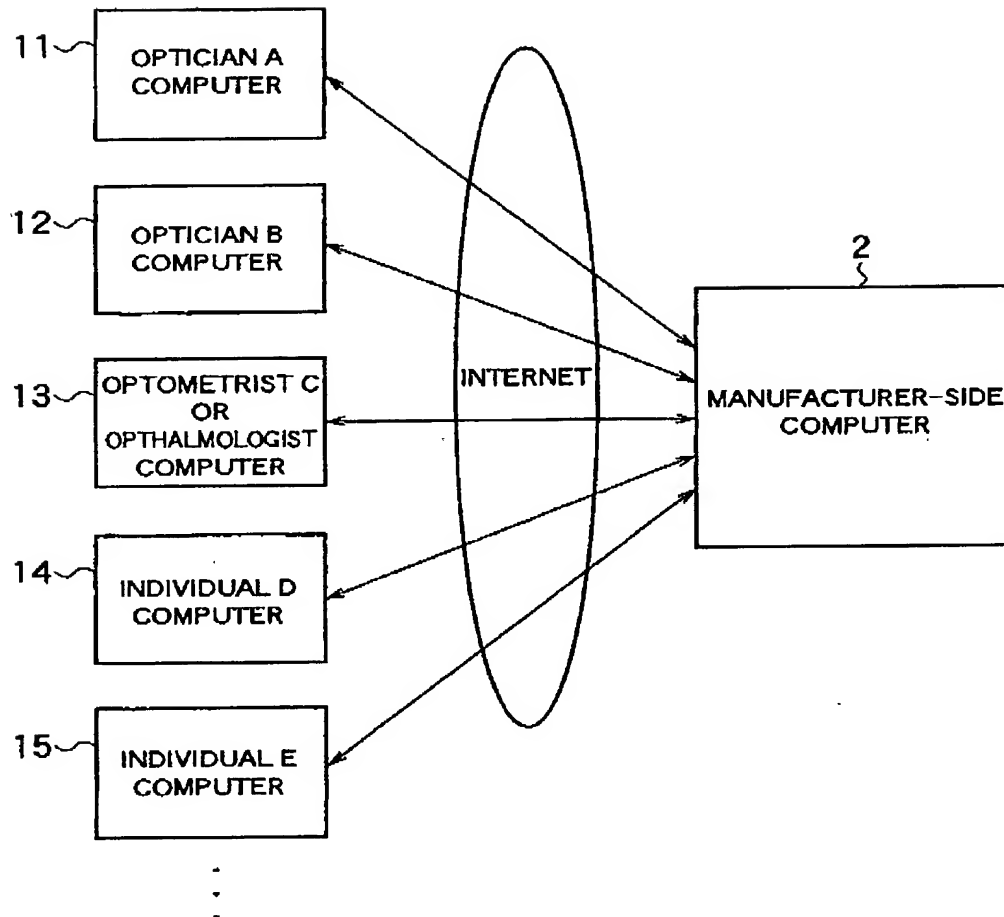 11
OPTICIAN A
COMPUTER
12
OPTICIAN B
COMPUTER
13
OPTOMETRIST C
OR
OPTHALMOLOGIST
COMPUTER
14
INDIVIDUAL D
COMPUTER
15
INDIVIDUAL E
COMPUTER
INTERNET
2
MANUFACTURER-SIDE
COMPUTER